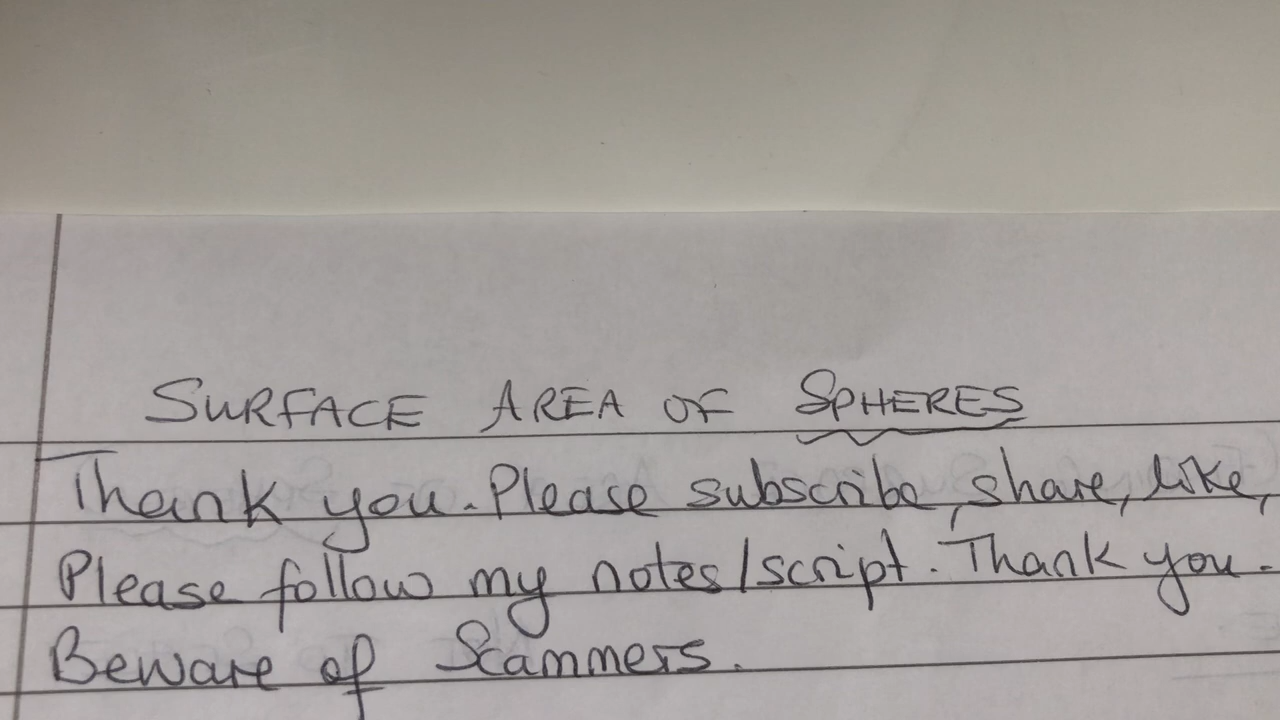 SURFACE AREA OF SPHERES
Thank you. Please subscribe, share, like,
Please follow my notes/script. Thank you.
Beware of Scammers.